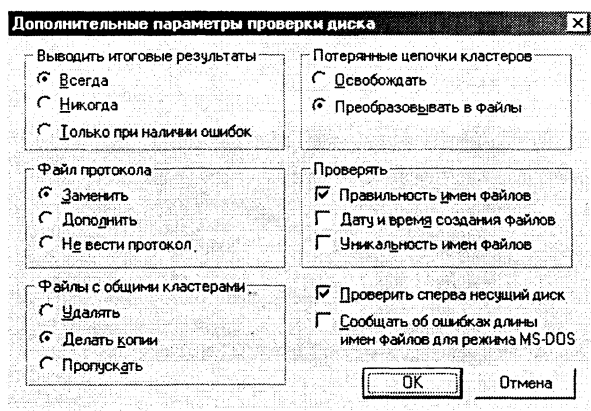 Дополнительные параметры проверки диска
Выводить итоговые результаты
Всегда
Никогда
Только при наличии ошибок
Потерянные цепочки кластеров
Освобождать
Преобразовывать в файлы
Файл протокола
Заменить
Дополнить
Не вести протокол
Проверять
Правильность имен файлов
Дату и время создания файлов
Уникальность имен файлов
Файлы с общими кластерами
Удалять
Делать копии
Пропускать
Проверить сперва несущий диск
Сообщать об ошибках длины
имен файлов для режима MS-DOS
OK
Отмена